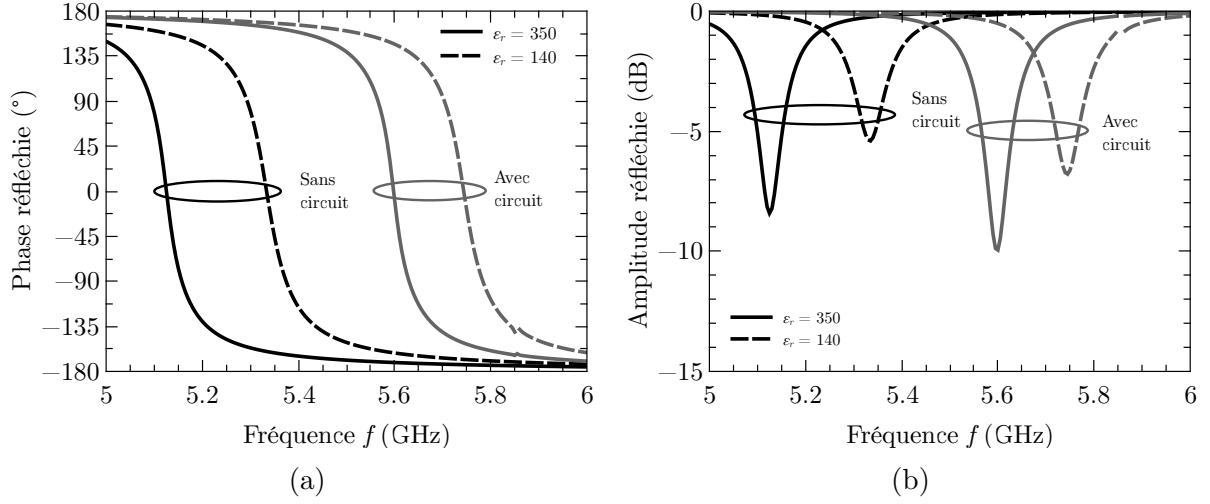 180
135
90
45
0
−45
−90
−135
−180
Phase réfléchie (°)
εr = 350
εr = 140
Sans
circuit
Avec
circuit
5
5.2
5.4
5.6
5.8
6
Fréquence f (GHz)
(a)
0
−5
−10
−15
Amplitude réfléchie (dB)
Sans
circuit
Avec
circuit
εr = 350
εr = 140
5
5.2
5.4
5.6
5.8
6
Fréquence f (GHz)
(b)